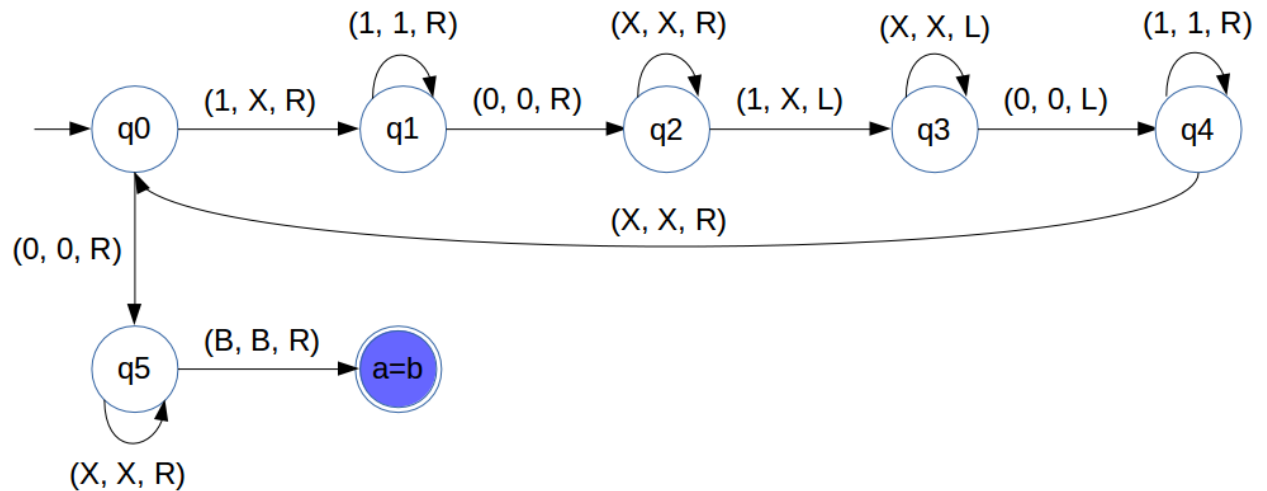 (1, 1, R)
(X, X, R)
(X, X, L)
(1, 1, R)
(1, X, R)
(0, 0, R)
(1, X, L)
(0, 0, L)
q0
q1
q2
q3
q4
(X, X, R)
(0, 0, R)
(B, B, R)
q5
a=b
(X, X, R)